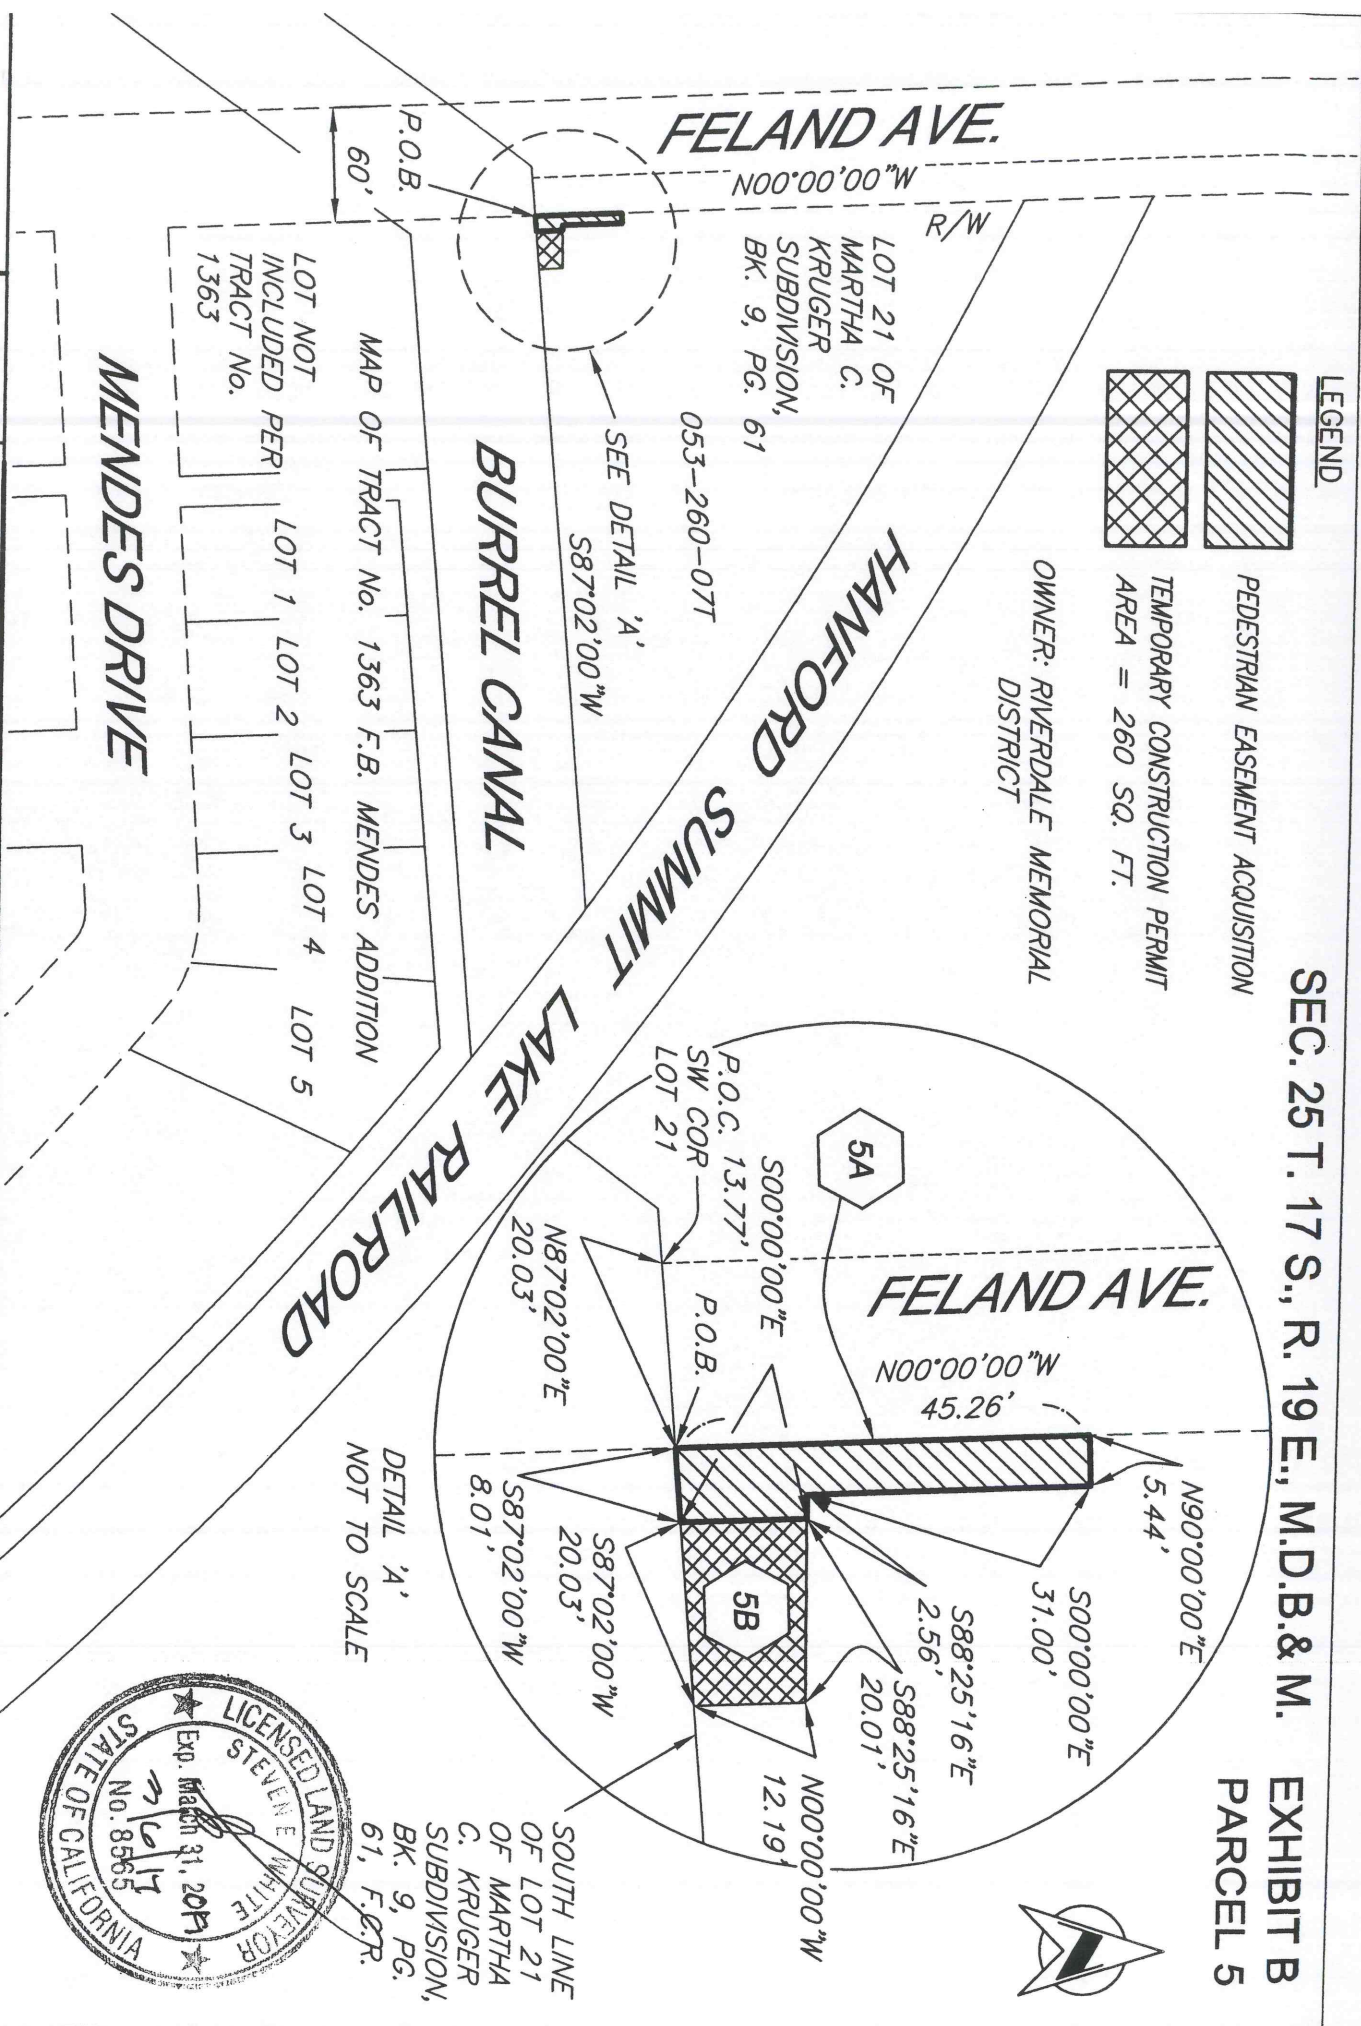 SEC. 25 T. 17 S., R. 19 E., M.D.B.& M.
EXHIBIT B
PARCEL 5
LEGEND
PEDESTRIAN EASEMENT ACQUISITION
TEMPORARY CONSTRUCTION PERMIT
AREA = 260 SQ. FT.
OWNER: RIVERDALE MEMORIAL
DISTRICT
FELAND AVE.
N00°00'00"W
R/W
LOT 21 OF
MARTHA C.
KRUGER
SUBDIVISION,
BK. 9, PG. 61
053-260-07T
SEE DETAIL 'A'
S87°02'00"W
P.O.B.
60'
HANFORD SUMMIT LAKE RAILROAD
BURREL CANAL
MAP OF TRACT No. 1363 F.B. MENDES ADDITION
LOT NOT
INCLUDED PER
TRACT No.
1363
LOT 1
LOT 2
LOT 3
LOT 4
LOT 5
MENDES DRIVE
5A
FELAND AVE.
N00°00'00"W
45.26'
N90°00'00"E
5.44'
S00°00'00"E
31.00'
S88°25'16"E
2.56'
S88°25'16"E
20.01'
N00°00'00"W
12.19'
S00°00'00"E
13.77'
P.O.C.
SW COR
LOT 21
P.O.B.
N87°02'00"E
20.03'
5B
S87°02'00"W
20.03'
S87°02'00"W
8.01'
DETAIL 'A'
NOT TO SCALE
SOUTH LINE
OF LOT 21
OF MARTHA
C. KRUGER
SUBDIVISION,
BK. 9, PG.
61, F.C.R.
LICENSED LAND SURVEYOR
STEVEN E WHITE
Exp. March 31, 2019
3/6/17
No. 8565
STATE OF CALIFORNIA